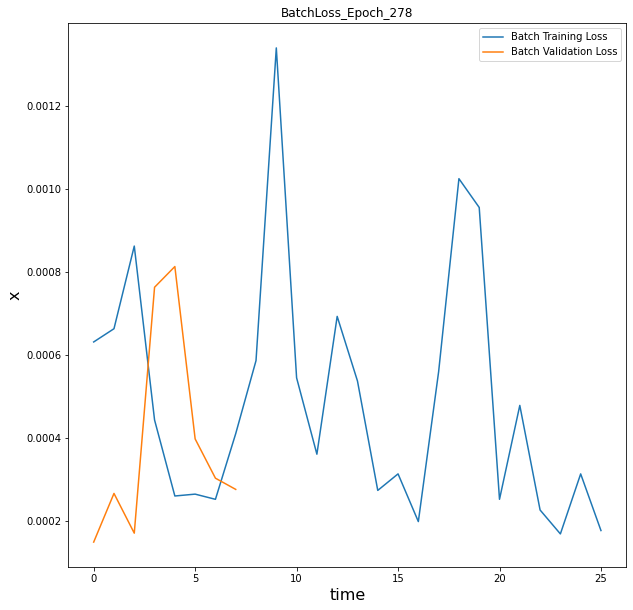 BatchLoss_Epoch_278
Batch Training Loss
Batch Validation Loss
0.0012
0.0010
0.0008
0.0006
0.0004
0.0002
x
0 5 10 15 20 25
time